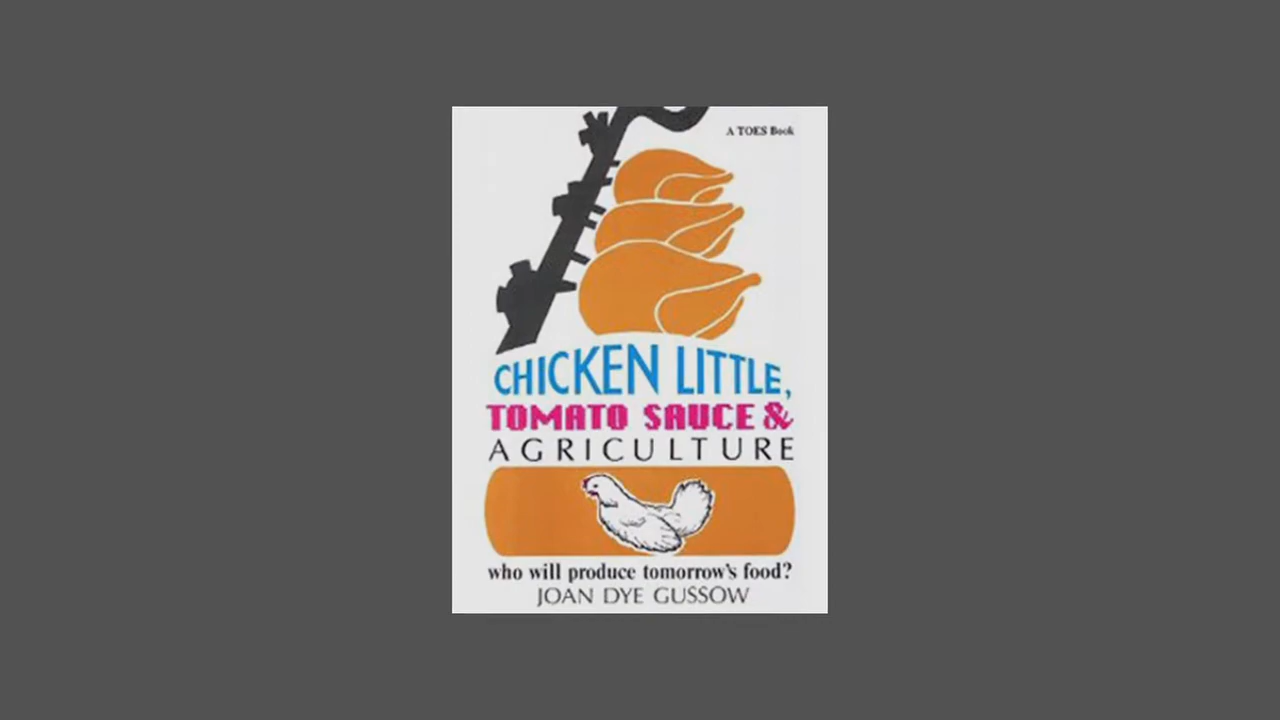 A TOES Book
CHICKEN LITTLE,
TOMATO SAUCE &
AGRICULTURE
who will produce tomorrow's food?
JOAN DYE GUSSOW